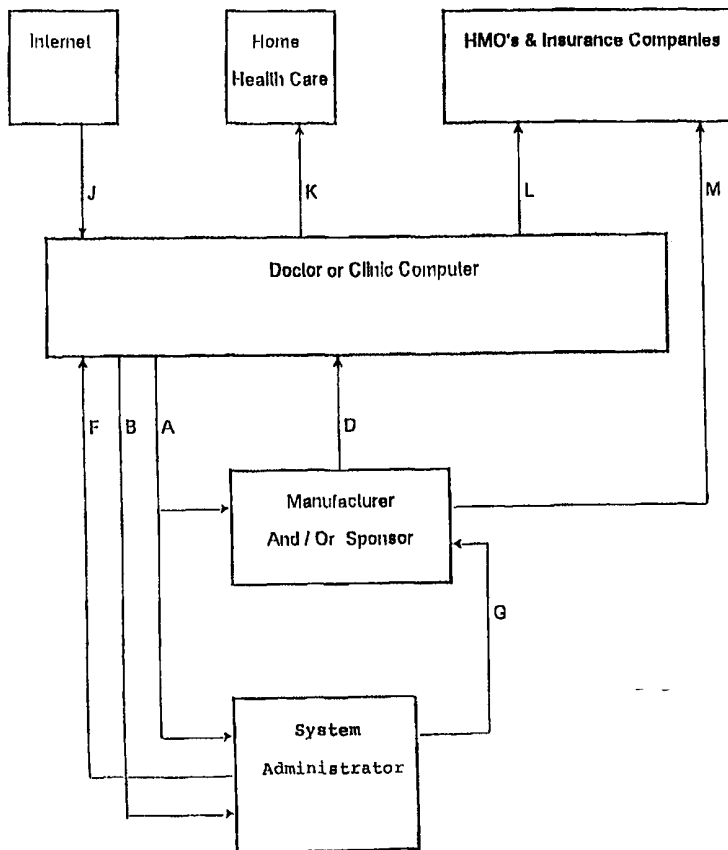 Internet
Home
Health Care
HMO's & Insurance Companies
J
K
L
M
Doctor or Clinic Computer
F
B
A
D
Manufacturer
And / Or Sponsor
G
System
Administrator